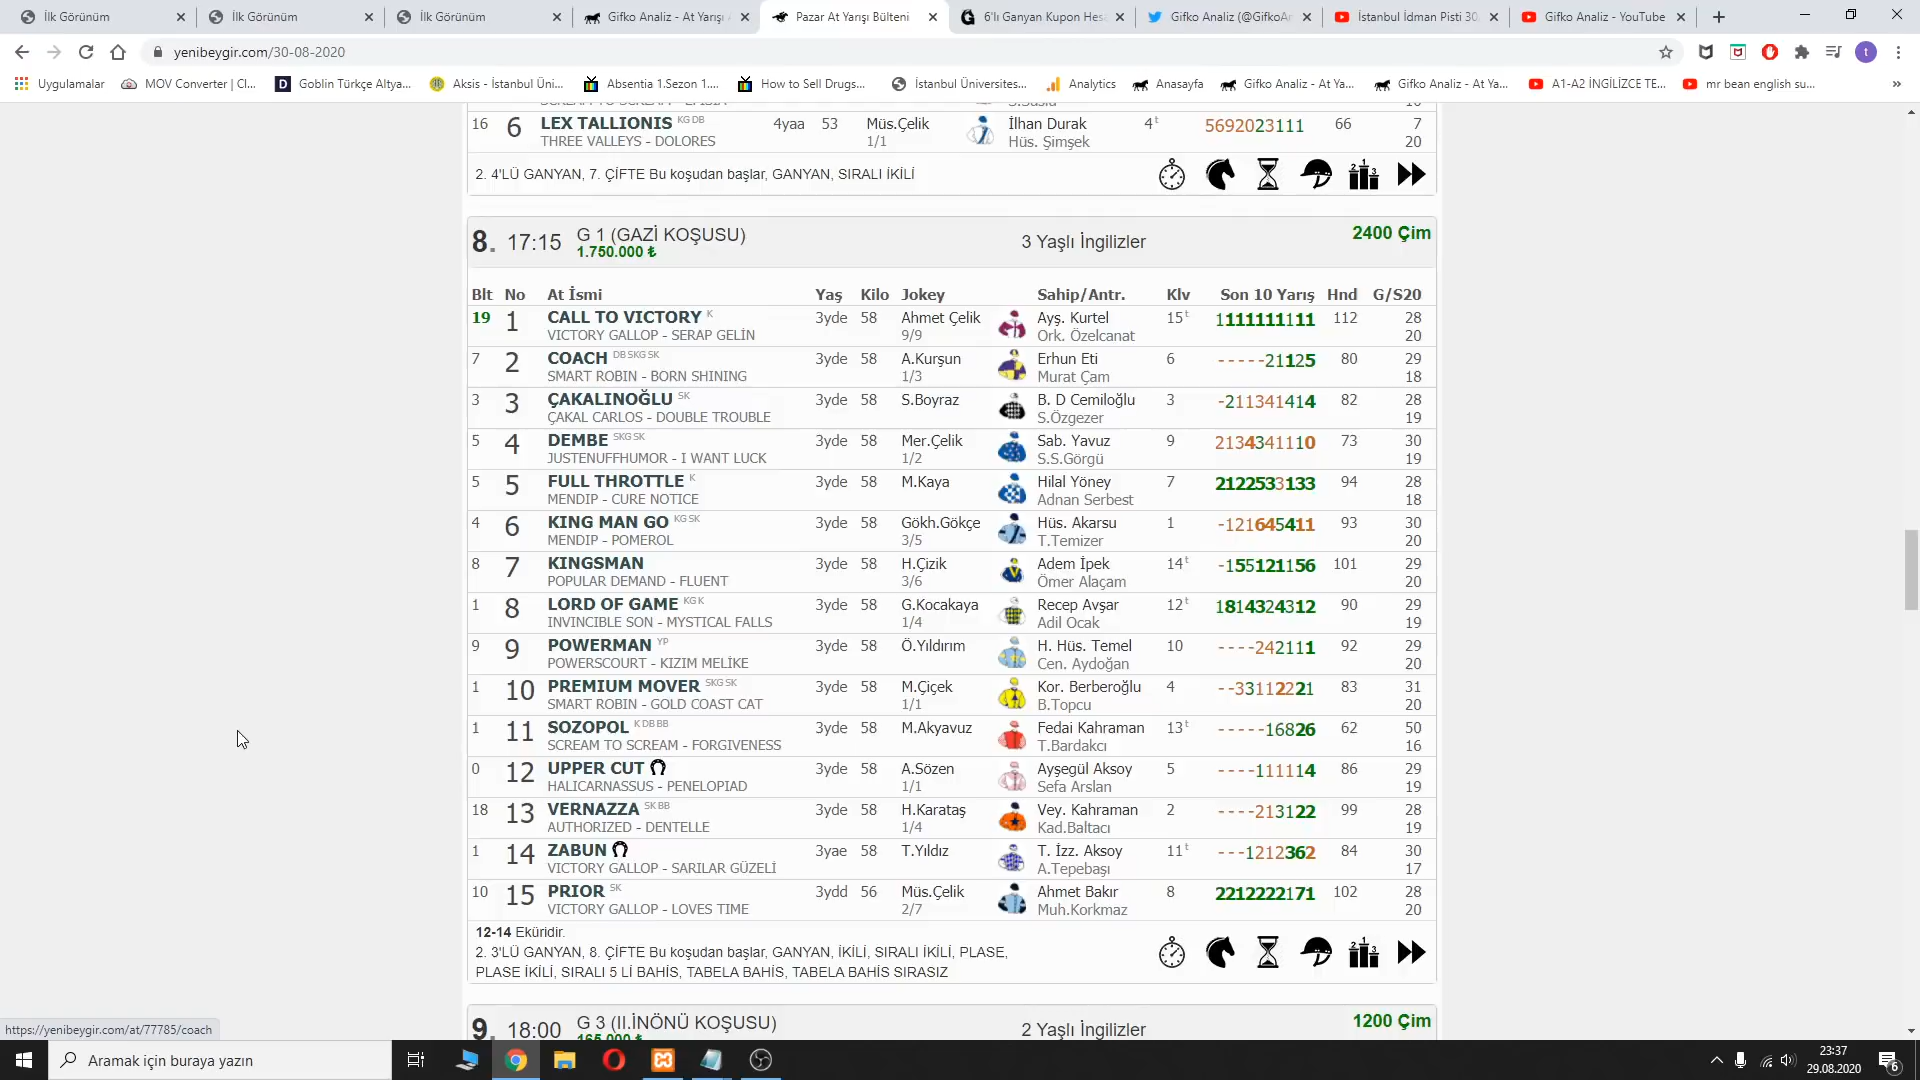 İlk Görünüm
İlk Görünüm
İlk Görünüm
Gifko Analiz - At Yarışı A
Pazar At Yarışı Bülteni
6'lı Ganyan Kupon Hesa
Gifko Analiz (@GifkoAn
İstanbul İdman Pisti 30.
Gifko Analiz - YouTube
yenibeygir.com/30-08-2020
t
Uygulamalar
MOV Converter | Cl...
Goblin Türkçe Altya...
Aksis - İstanbul Üni...
Absentia 1.Sezon 1....
How to Sell Drugs...
İstanbul Üniversites...
Analytics
Anasayfa
Gifko Analiz - At Ya...
Gifko Analiz - At Ya...
A1-A2 İNGİLİZCE TE...
mr bean english su...
»
16 6 LEX TALLIONIS KG DB 4yaa 53 Müs.Çelik İlhan Durak 4t 5692023111 66 7
THREE VALLEYS - DOLORES 1/1 Hüs. Şimşek 20
2. 4'LÜ GANYAN, 7. ÇİFTE Bu koşudan başlar, GANYAN, SIRALI İKİLİ
8. 17:15 G 1 (GAZİ KOŞUSU) 3 Yaşlı İngilizler 2400 Çim
1.750.000 ₺
Blt No At İsmi Yaş Kilo Jokey Sahip/Antr. Klv Son 10 Yarış Hnd G/S20
19 1 CALL TO VICTORY K 3yde 58 Ahmet Çelik Ayş. Kurtel 15t 1111111111 112 28
VICTORY GALLOP - SERAP GELİN 9/9 Ork. Özelcanat 20
7 2 COACH DB SKG SK 3yde 58 A.Kurşun Erhun Eti 6 -----21125 80 29
SMART ROBIN - BORN SHINING 1/3 Murat Çam 18
3 3 ÇAKALINOĞLU SK 3yde 58 S.Boyraz B. D Cemiloğlu 3 -211341414 82 28
ÇAKAL CARLOS - DOUBLE TROUBLE S.Özgezer 19
5 4 DEMBE SKG SK 3yde 58 Mer.Çelik Sab. Yavuz 9 2134341110 73 30
JUSTENUFFHUMOR - I WANT LUCK 1/2 S.S.Görgü 19
5 5 FULL THROTTLE K 3yde 58 M.Kaya Hilal Yöney 7 2122533133 94 28
MENDIP - CURE NOTICE Adnan Serbest 18
4 6 KING MAN GO KG SK 3yde 58 Gökh.Gökçe Hüs. Akarsu 1 -121645411 93 30
MENDIP - POMEROL 3/5 T.Temizer 20
8 7 KINGSMAN 3yde 58 H.Çizik Adem İpek 14t -155121156 101 29
POPULAR DEMAND - FLUENT 3/6 Ömer Alaçam 20
1 8 LORD OF GAME KG K 3yde 58 G.Kocakaya Recep Avşar 12t 1814324312 90 29
INVINCIBLE SON - MYSTICAL FALLS 1/4 Adil Ocak 19
9 9 POWERMAN YP 3yde 58 Ö.Yıldırım H. Hüs. Temel 10 ----242111 92 29
POWERSCOURT - KIZIM MELİKE Cen. Aydoğan 20
1 10 PREMIUM MOVER SKG SK 3yde 58 M.Çiçek Kor. Berberoğlu 4 --33112221 83 31
SMART ROBIN - GOLD COAST CAT 1/1 B.Topcu 20
1 11 SOZOPOL K DB BB 3yde 58 M.Akyavuz Fedai Kahraman 13t -----16826 62 50
SCREAM TO SCREAM - FORGIVENESS T.Bardakcı 16
0 12 UPPER CUT 3yde 58 A.Sözen Ayşegül Aksoy 5 ----111114 86 29
HALICARNASSUS - PENELOPIAD 1/1 Sefa Arslan 19
18 13 VERNAZZA SK BB 3yde 58 H.Karataş Vey. Kahraman 2 ----213122 99 28
AUTHORIZED - DENTELLE 1/4 Kad.Baltacı 19
1 14 ZABUN 3yae 58 T.Yıldız T. İzz. Aksoy 11t ---1212362 84 30
VICTORY GALLOP - SARILAR GÜZELİ A.Tepebaşı 17
10 15 PRIOR SK 3ydd 56 Müs.Çelik Ahmet Bakır 8 2212222171 102 28
VICTORY GALLOP - LOVES TIME 2/7 Muh.Korkmaz 20
12-14 Eküridir.
2. 3'LÜ GANYAN, 8. ÇİFTE Bu koşudan başlar, GANYAN, İKİLİ, SIRALI İKİLİ, PLASE,
PLASE İKİLİ, SIRALI 5 Lİ BAHİS, TABELA BAHİS, TABELA BAHİS SIRASIZ
9. 18:00 G 3 (II.İNÖNÜ KOŞUSU) 2 Yaşlı İngilizler 1200 Çim
https://yenibeygir.com/at/77785/coach
Aramak için buraya yazın
23:37
29.08.2020
6